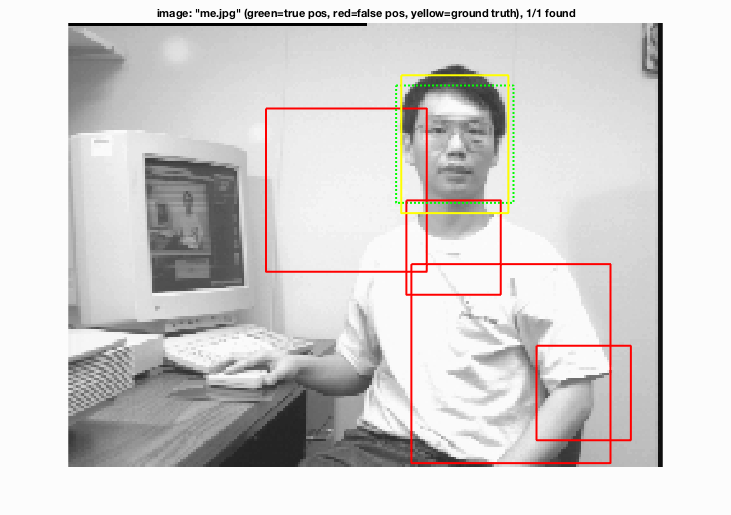 image: "me.jpg" (green=true pos, red=false pos, yellow=ground truth), 1/1 found